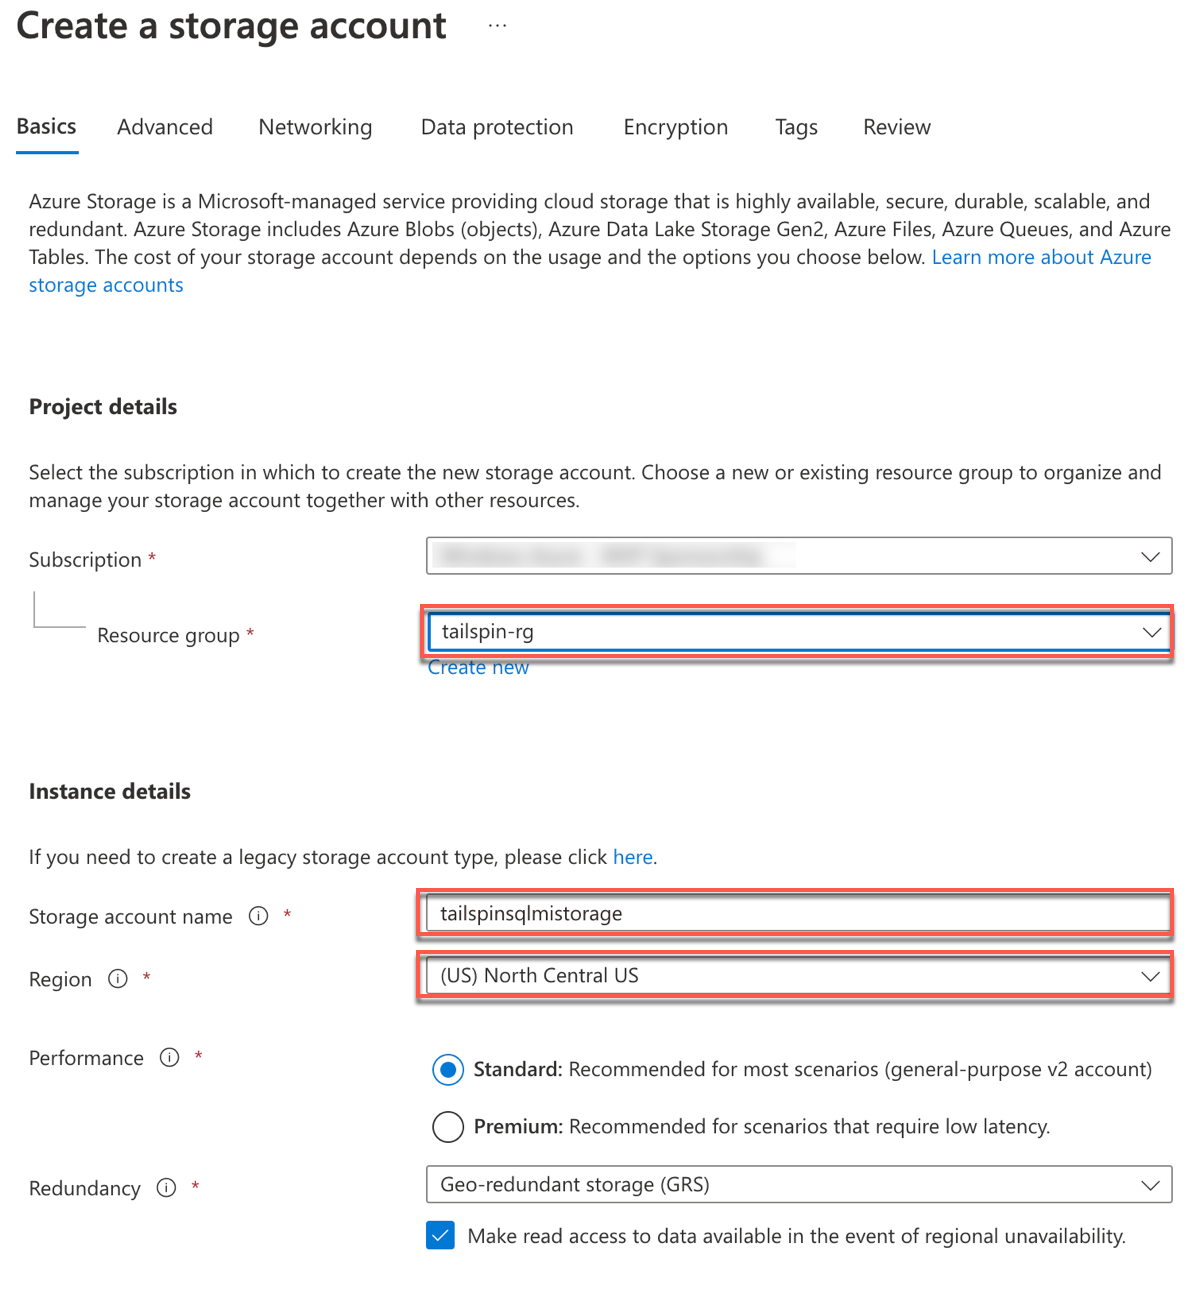 Create a storage account ...
Basics Advanced Networking Data protection Encryption Tags Review
Azure Storage is a Microsoft-managed service providing cloud storage that is highly available, secure, durable, scalable, and
redundant. Azure Storage includes Azure Blobs (objects), Azure Data Lake Storage Gen2, Azure Files, Azure Queues, and Azure
Tables. The cost of your storage account depends on the usage and the options you choose below. Learn more about Azure
storage accounts
Project details
Select the subscription in which to create the new storage account. Choose a new or existing resource group to organize and
manage your storage account together with other resources.
Subscription *
Resource group * tailspin-rg
Create new
Instance details
If you need to create a legacy storage account type, please click here.
Storage account name * tailspinsqlmistorage
Region * (US) North Central US
Performance *
Standard: Recommended for most scenarios (general-purpose v2 account)
Premium: Recommended for scenarios that require low latency.
Redundancy * Geo-redundant storage (GRS)
Make read access to data available in the event of regional unavailability.